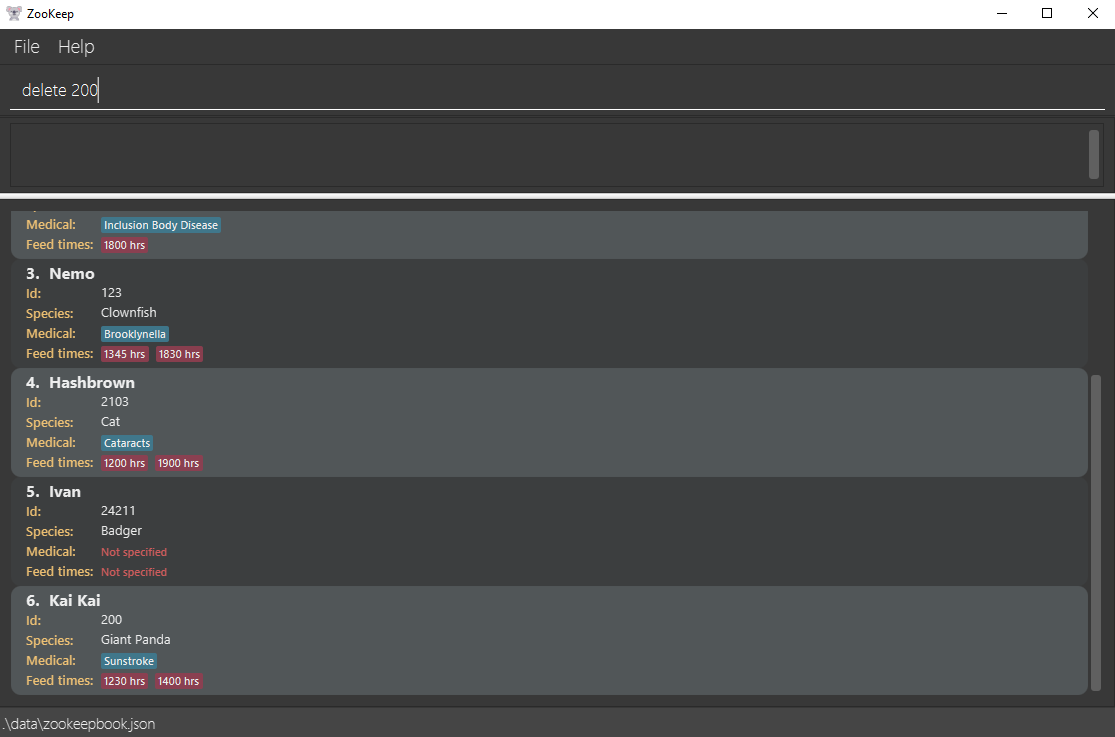 ZooKeep
File Help
delete 200
Medical: Inclusion Body Disease
Feed times: 1800 hrs
3. Nemo
Id: 123
Species: Clownfish
Medical: Brooklynella
Feed times: 1345 hrs 1830 hrs
4. Hashbrown
Id: 2103
Species: Cat
Medical: Cataracts
Feed times: 1200 hrs 1900 hrs
5. Ivan
Id: 24211
Species: Badger
Medical: Not specified
Feed times: Not specified
6. Kai Kai
Id: 200
Species: Giant Panda
Medical: Sunstroke
Feed times: 1230 hrs 1400 hrs
.\data\zookeepbook.json